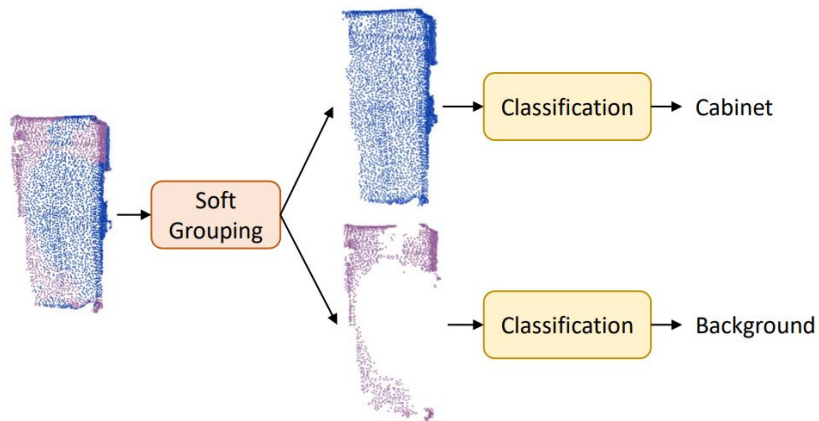 Classification
Cabinet
Soft
Grouping
Classification
Background